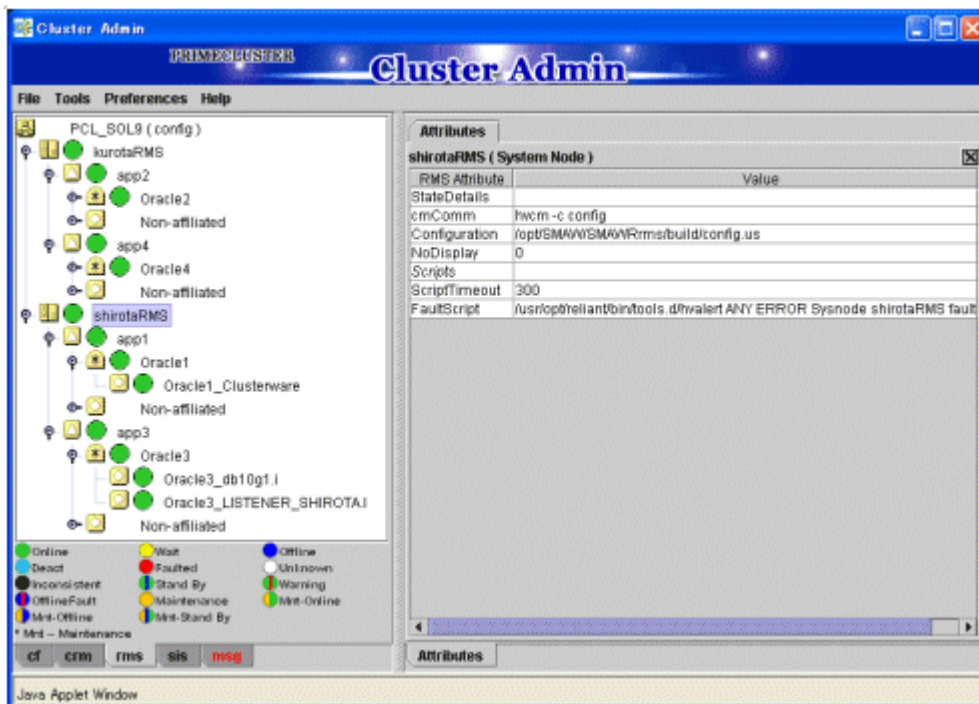 Cluster Admin
PRIMECLUSTER
Cluster Admin
File Tools Preferences Help
PCL_SOL9 ( config )
kurotaRMS
app2
Oracle2
Non-affiliated
app4
Oracle4
Non-affiliated
shirotaRMS
app1
Oracle1
Oracle1_Clusterware
Non-affiliated
app3
Oracle3
Oracle3_db10g1.i
Oracle3_LISTENER_SHIROTA.l
Non-affiliated
Online Wait Offline
Deact Faulted Unknown
Inconsistent Stand By Warning
OfflineFault Maintenance Mnt-Online
Mnt-Offline Mnt-Stand By
* Mnt -- Maintenance
cf crm rms sis msg
Attributes
shirotaRMS ( System Node )
RMS Attribute Value
StateDetails
cmComm hvcm -c config
Configuration /opt/SMAW/SMAWRrms/build/config.us
NoDisplay 0
Scripts
ScriptTimeout 300
FaultScript /usr/opt/reliant/bin/tools.d/hvalert ANY ERROR Sysnode shirotaRMS fault
Attributes
Java Applet Window